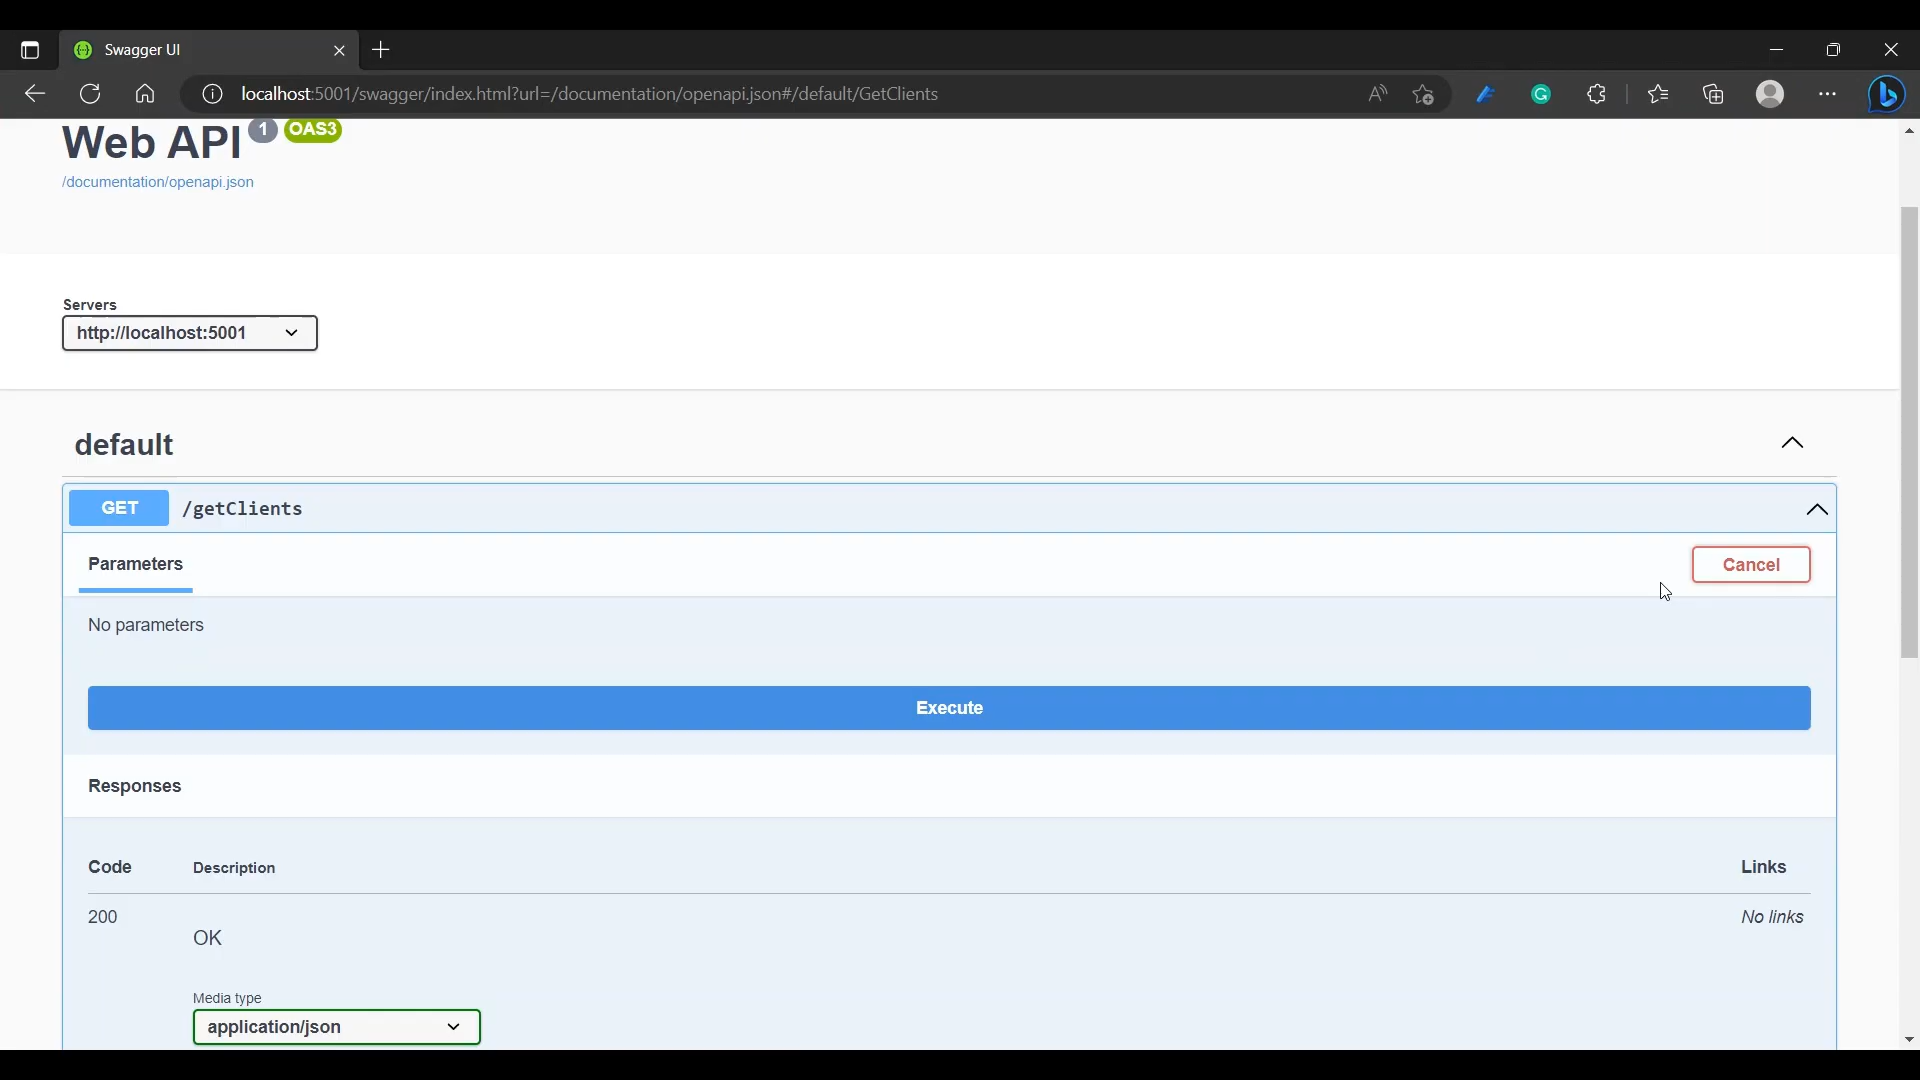 Swagger UI
localhost:5001/swagger/index.html?url=/documentation/openapi.json#/default/GetClients
Web API 1 OAS3
/documentation/openapi.json
Servers
http://localhost:5001
default
GET /getClients
Parameters Cancel
No parameters
Execute
Responses
Code Description Links
200 No links
OK
Media type
application/json